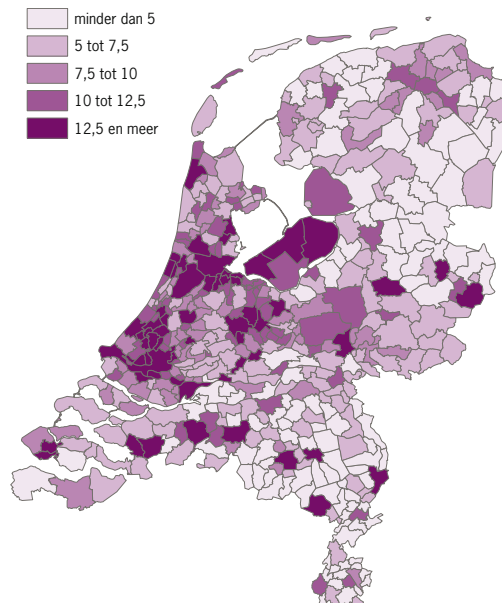 minder dan 5
5 tot 7,5
7,5 tot 10
10 tot 12,5
12,5 en meer